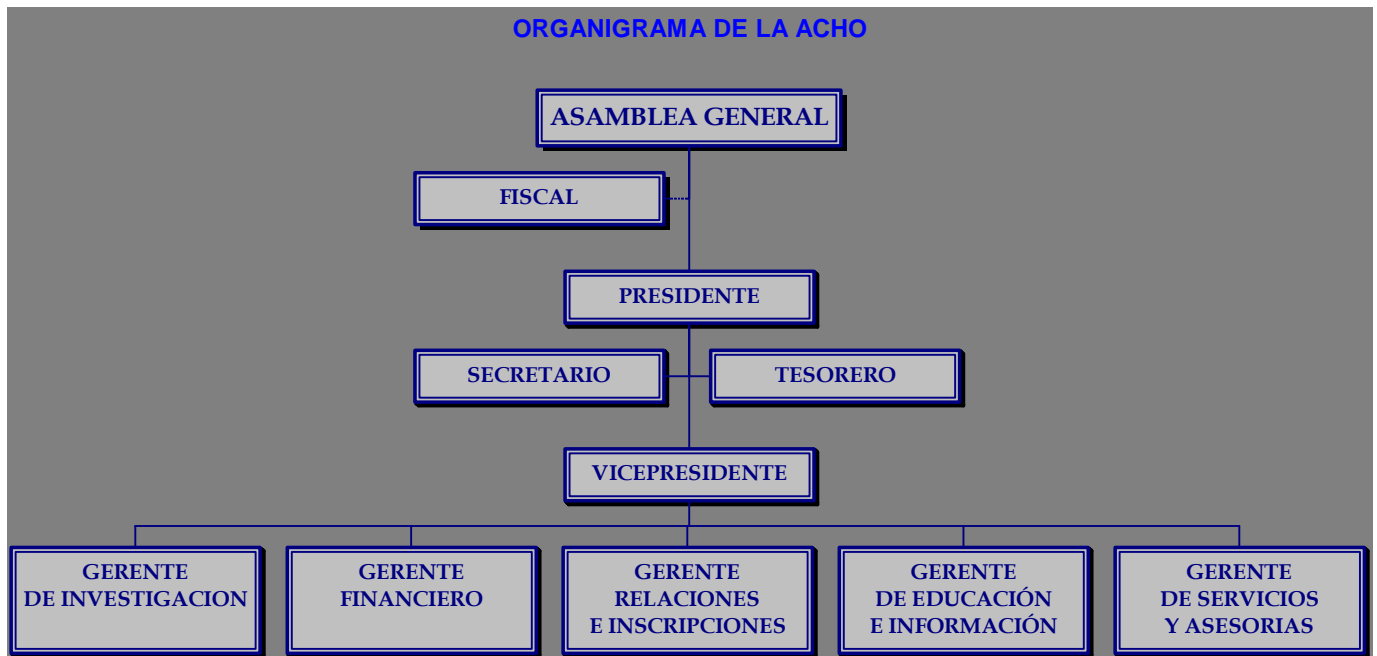 ORGANIGRAMA DE LA ACHO
ASAMBLEA GENERAL
FISCAL
PRESIDENTE
SECRETARIO
TESORERO
VICEPRESIDENTE
GERENTE
DE INVESTIGACION
GERENTE
FINANCIERO
GERENTE
RELACIONES
E INSCRIPCIONES
GERENTE
DE EDUCACIÓN
E INFORMACIÓN
GERENTE
DE SERVICIOS
Y ASESORIAS